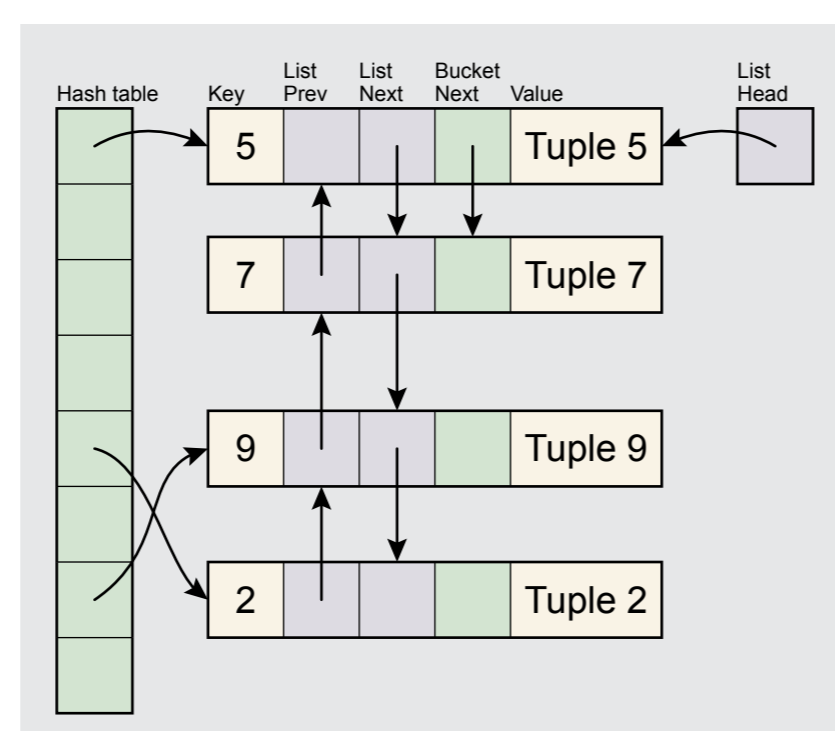 Hash table
Key
List
Prev
List
Next
Bucket
Next
Value
List
Head
5
Tuple 5
7
Tuple 7
9
Tuple 9
2
Tuple 2